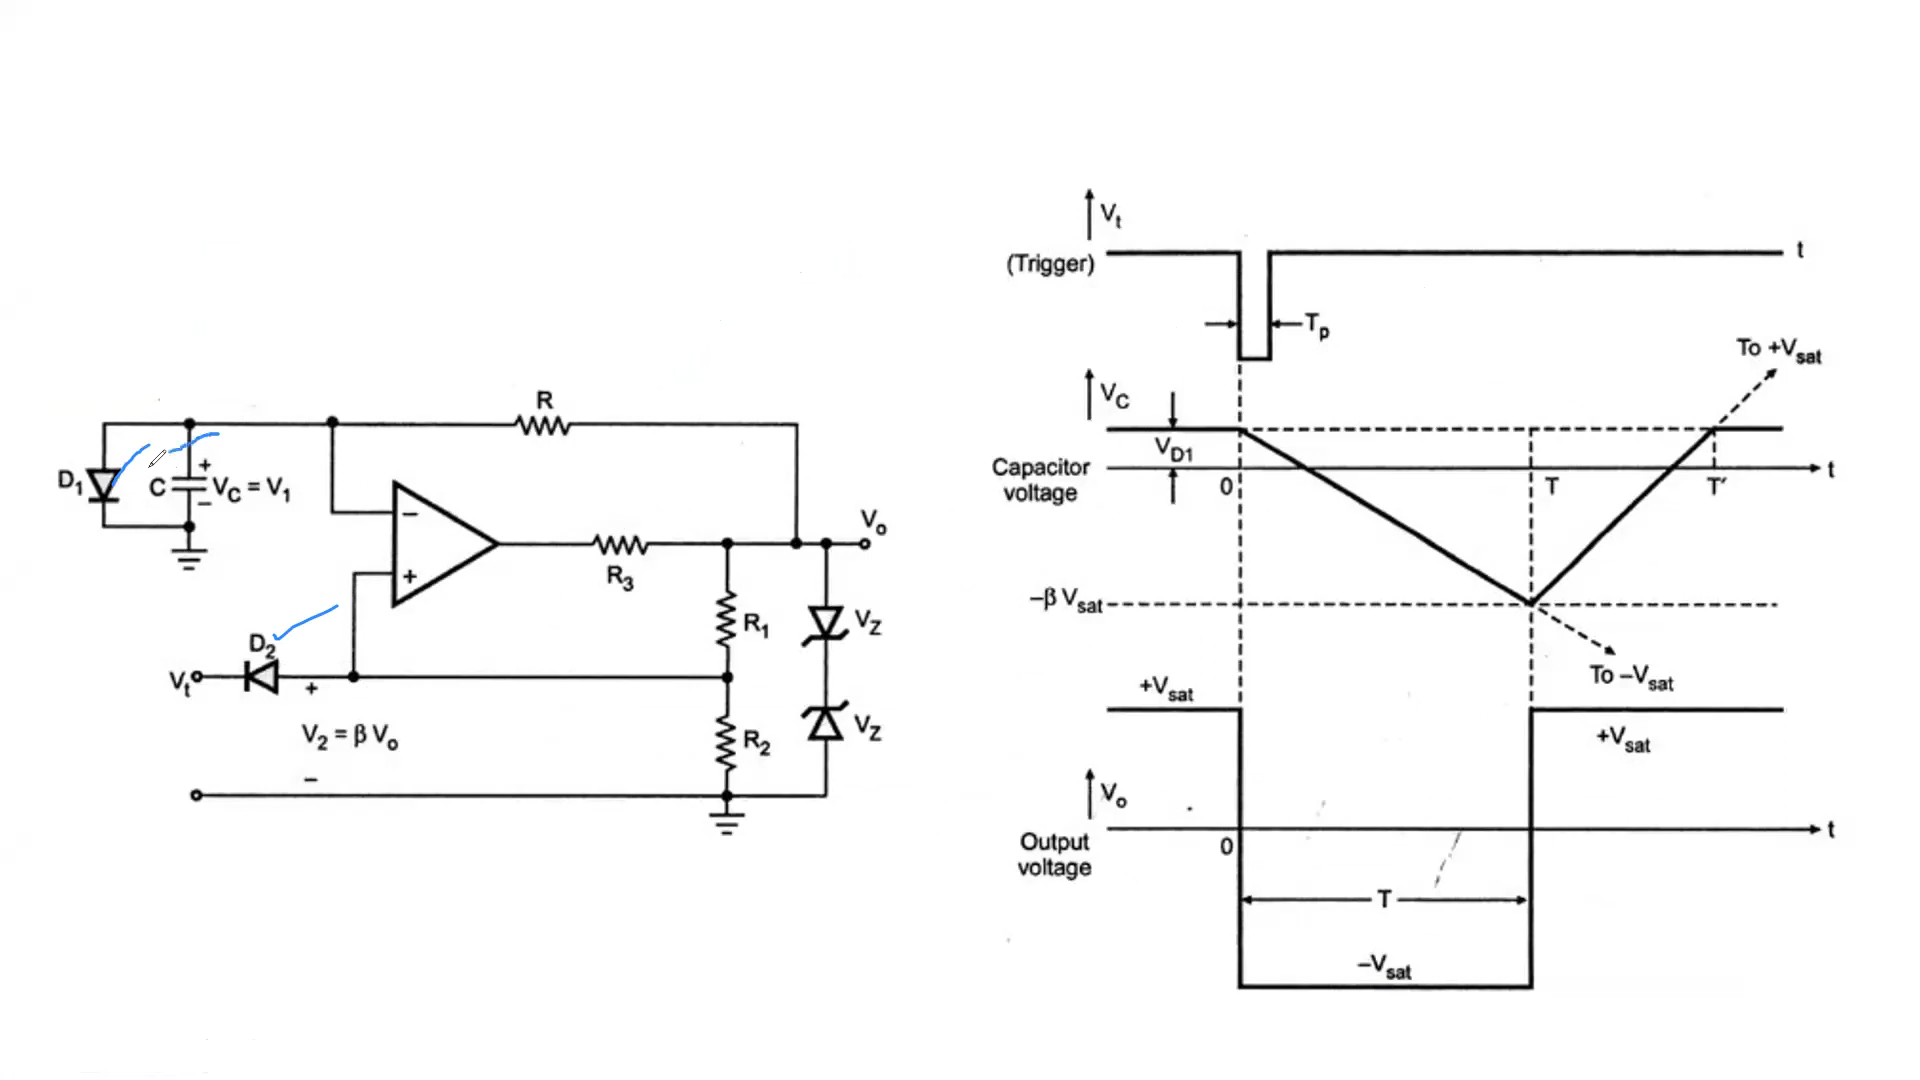 R
D1
C
+
–
VC = V1
–
+
R3
Vo
R1
VZ
D2
Vt
+
V2 = β Vo
R2
VZ
–
Vt
(Trigger)
t
Tp
To +Vsat
VC
VD1
Capacitor
voltage
0
T
T′
t
–β Vsat
To –Vsat
+Vsat
+Vsat
Vo
Output
voltage
0
t
T
–Vsat